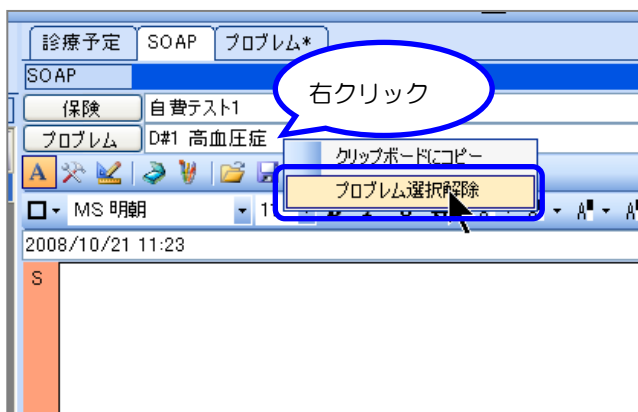 診療予定 SOAP プロブレム*
SOAP
右クリック
保険 自費テスト1
プロブレム D#1 高血圧症
クリップボードにコピー
プロブレム選択解除
A
MS 明朝 11
2008/10/21 11:23
S